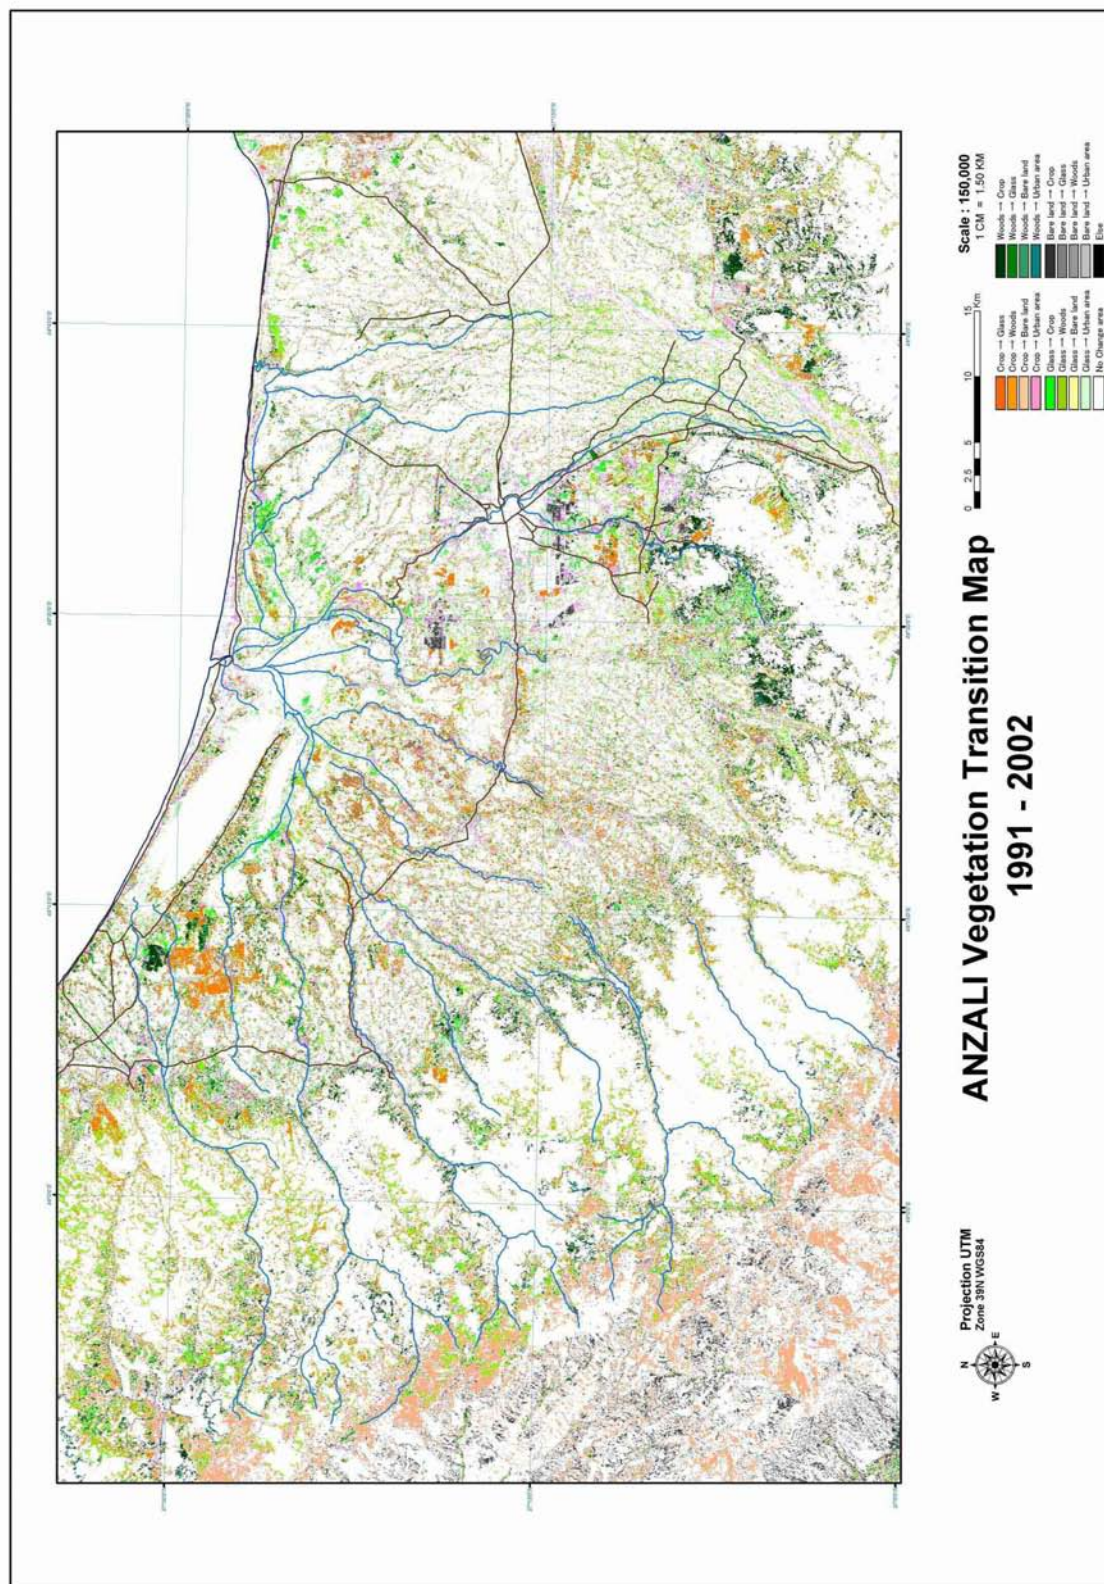 ANZALI Vegetation Transition Map
1991 - 2002
Projection UTM
Zone 39N WGS84
N
W
E
S
Scale : 150,000
1 CM = 1.50 KM
0 2.5 5 10 15 Km
Crop → Glass
Crop → Woods
Crop → Bare land
Crop → Urban area
Glass → Crop
Glass → Woods
Glass → Bare land
Glass → Urban area
No Change area
Woods → Crop
Woods → Glass
Woods → Bare land
Woods → Urban area
Bare land → Crop
Bare land → Glass
Bare land → Woods
Bare land → Urban area
Else